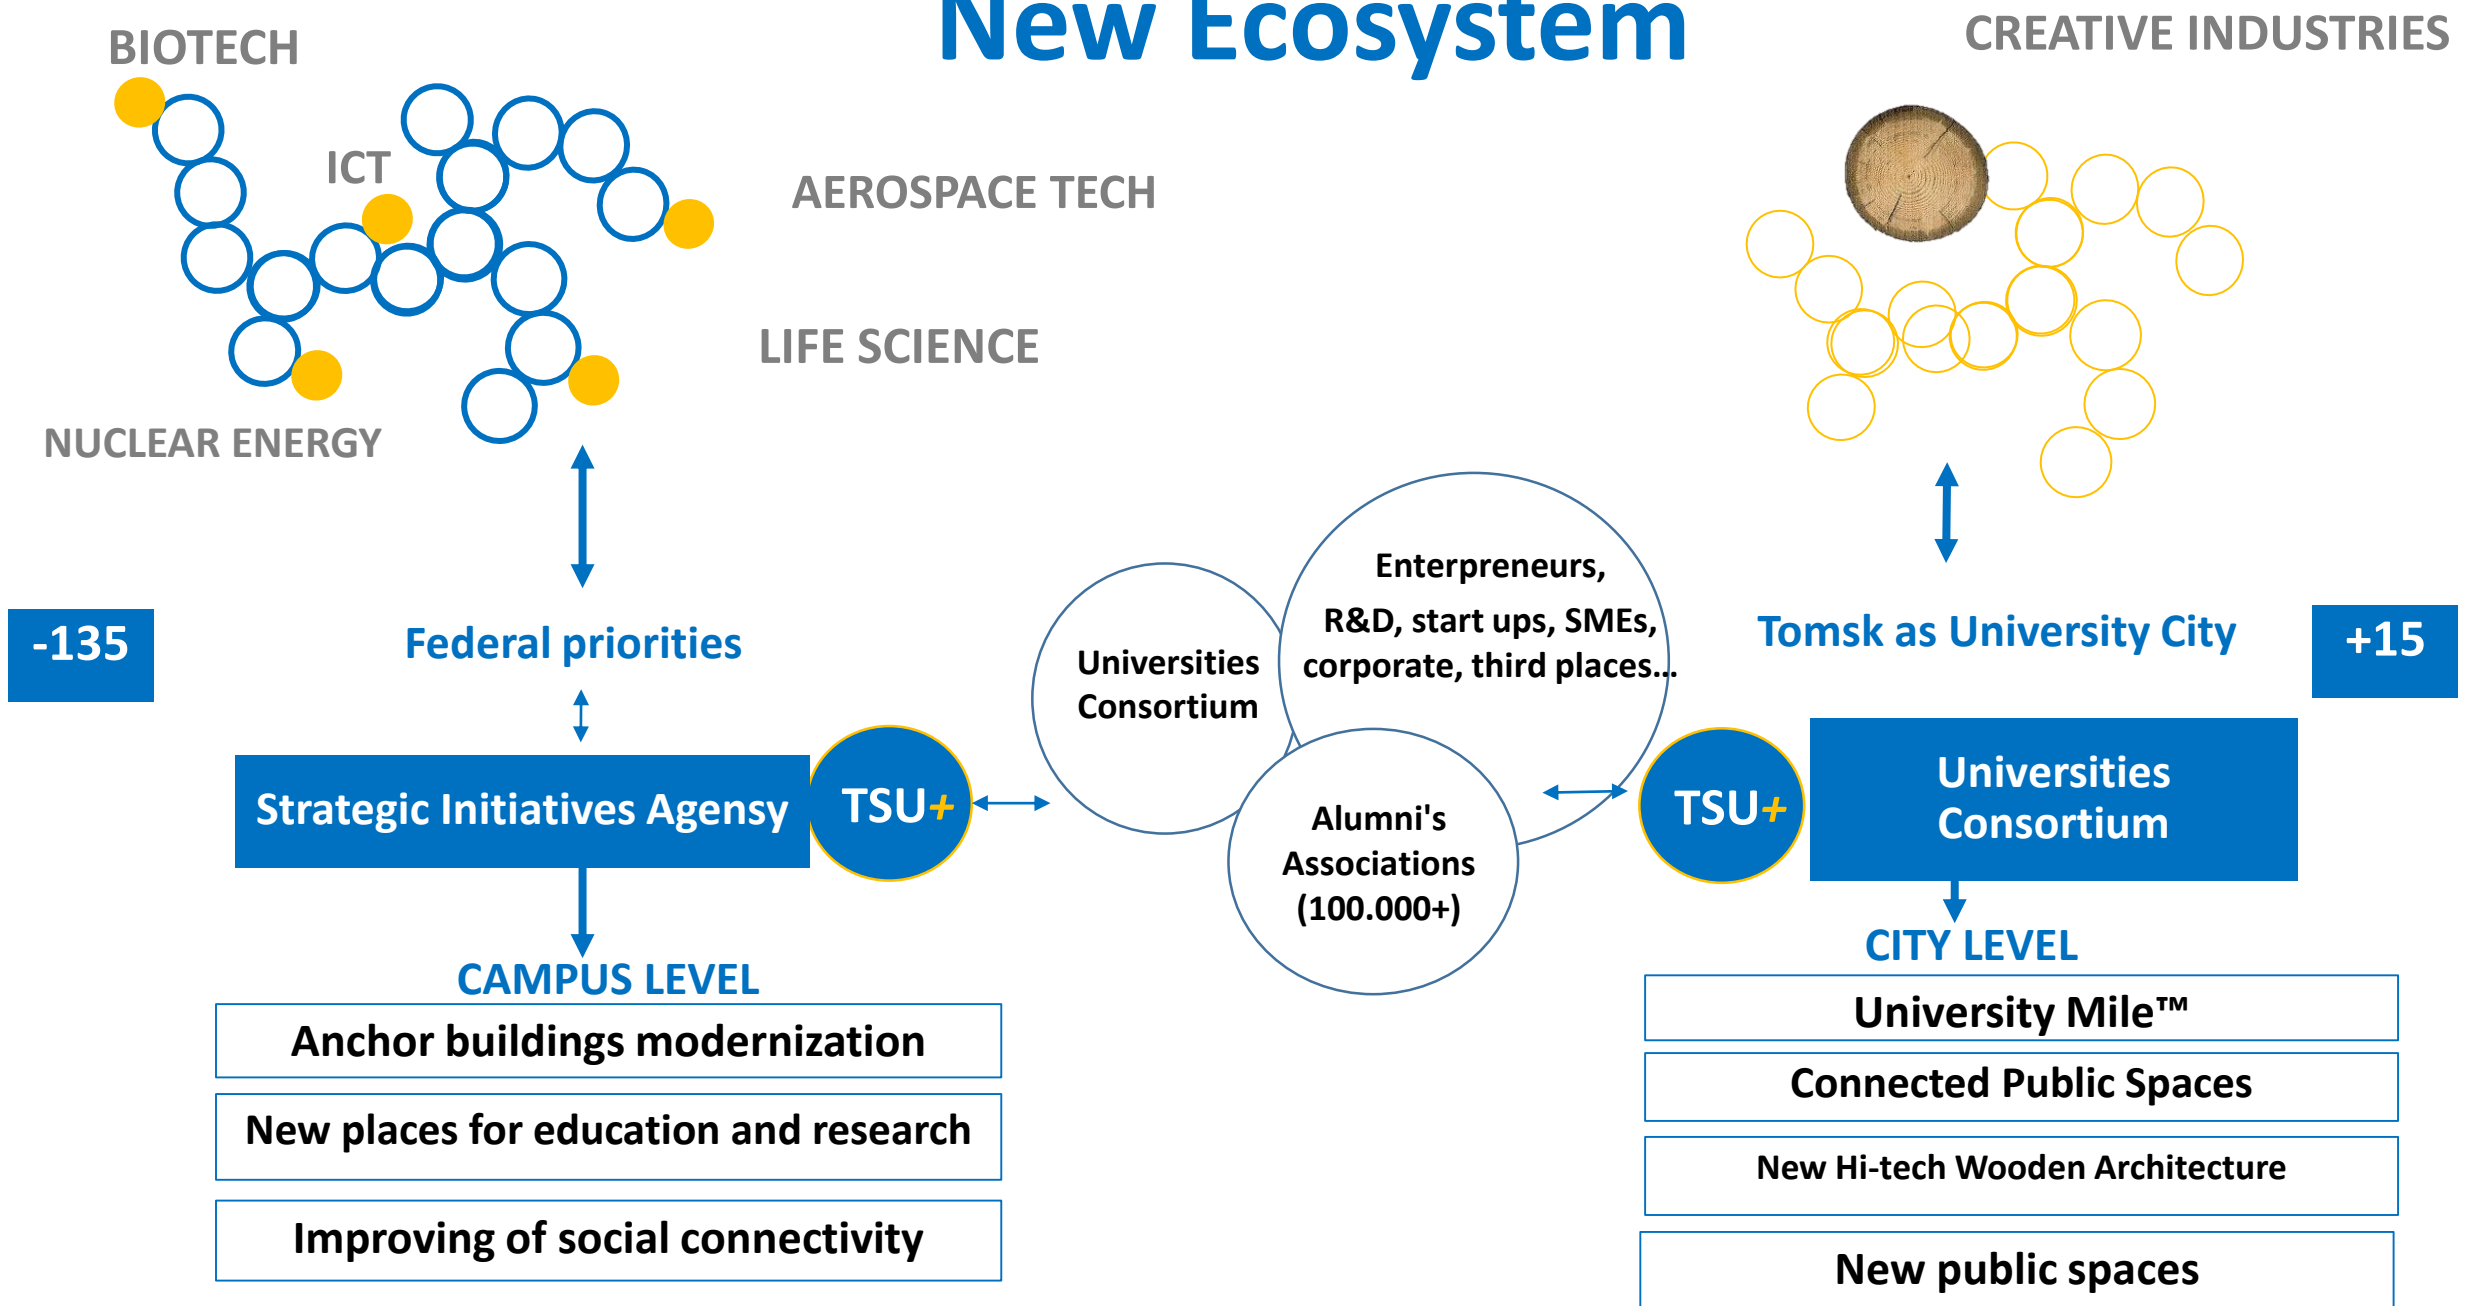 New Ecosystem
BIOTECH
ICT
AEROSPACE TECH
LIFE SCIENCE
NUCLEAR ENERGY
CREATIVE INDUSTRIES
-135
Federal priorities
Strategic Initiatives Agensy
TSU+
CAMPUS LEVEL
Anchor buildings modernization
New places for education and research
Improving of social connectivity
Universities
Consortium
Enterpreneurs,
R&D, start ups, SMEs,
corporate, third places...
Alumni's
Associations
(100.000+)
Tomsk as University City
+15
TSU+
Universities
Consortium
CITY LEVEL
University Mile™
Connected Public Spaces
New Hi-tech Wooden Architecture
New public spaces